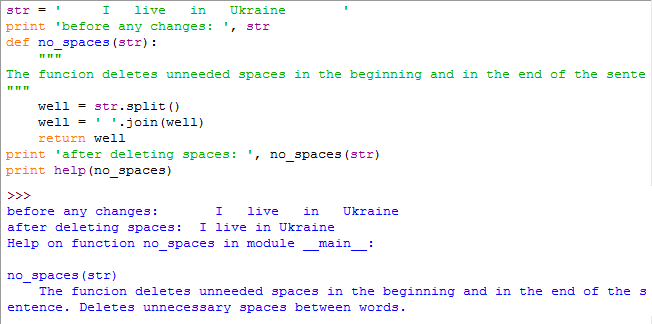 str = '     I   live   in   Ukraine       '
print 'before any changes: ', str
def no_spaces(str):
    """
The funcion deletes unneeded spaces in the beginning and in the end of the sente
"""
    well = str.split()
    well = ' '.join(well)
    return well
print 'after deleting spaces: ', no_spaces(str)
print help(no_spaces)
>>>
before any changes:       I   live   in   Ukraine
after deleting spaces:  I live in Ukraine
Help on function no_spaces in module __main__:
no_spaces(str)
    The funcion deletes unneeded spaces in the beginning and in the end of the s
entence. Deletes unnecessary spaces between words.